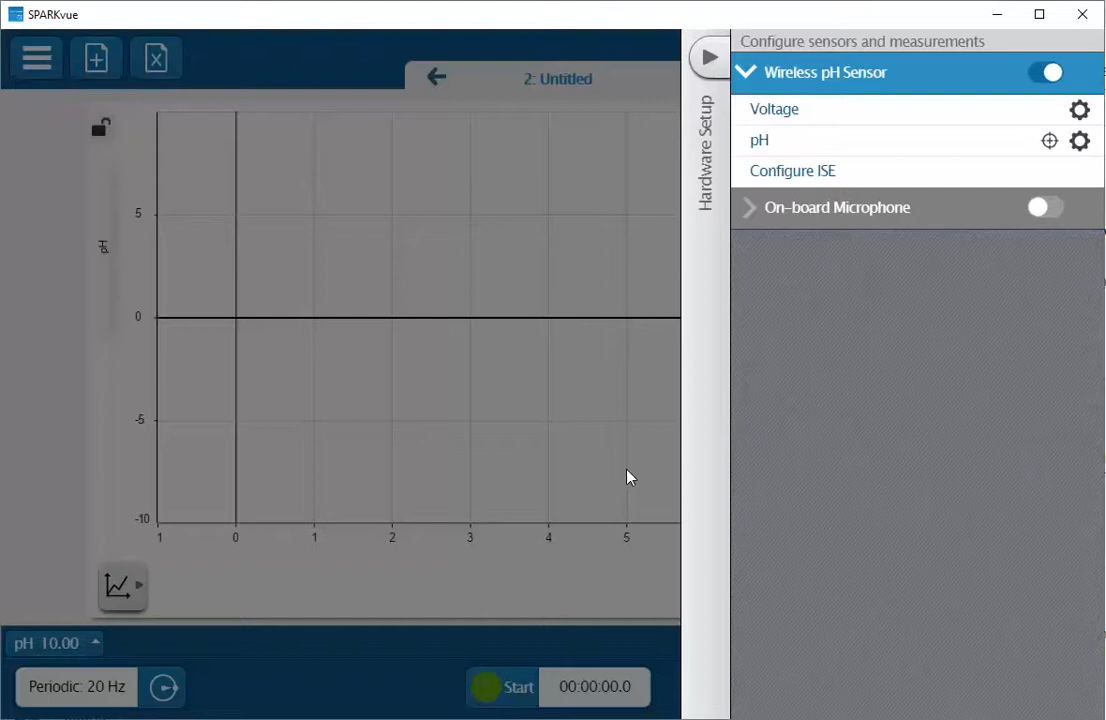 SPARKvue
Configure sensors and measurements
2: Untitled
Wireless pH Sensor
Voltage
pH
Configure ISE
On-board Microphone
Hardware Setup
pH
5
0
-5
-10
1 0 1 2 3 4 5
pH 10.00
Periodic: 20 Hz
Start
00:00:00.0